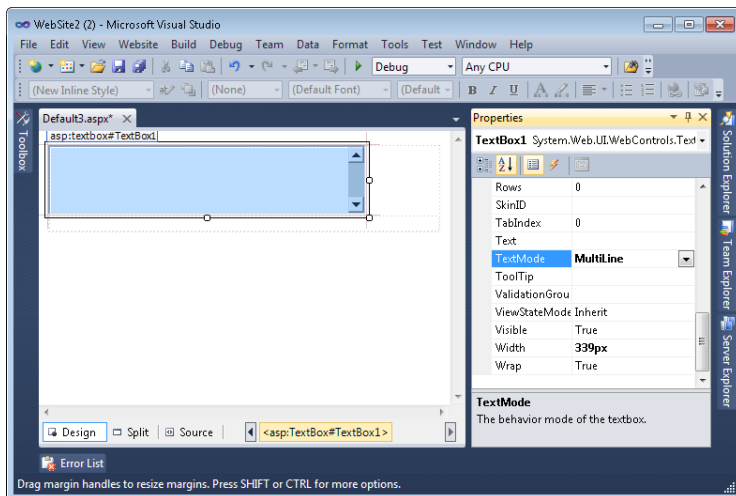 WebSite2 (2) - Microsoft Visual Studio
File Edit View Website Build Debug Team Data Format Tools Test Window Help
Debug Any CPU
(New Inline Style) (None) (Default Font) (Default B I U A
Default3.aspx* ×
asp:textbox#TextBox1
Toolbox
Properties
TextBox1 System.Web.UI.WebControls.Text
Rows 0
SkinID
TabIndex 0
Text
TextMode MultiLine
ToolTip
ValidationGrou
ViewStateMode Inherit
Visible True
Width 339px
Wrap True
TextMode
The behavior mode of the textbox.
Solution Explorer
Team Explorer
Server Explorer
Design Split Source <asp:TextBox#TextBox1>
Error List
Drag margin handles to resize margins. Press SHIFT or CTRL for more options.